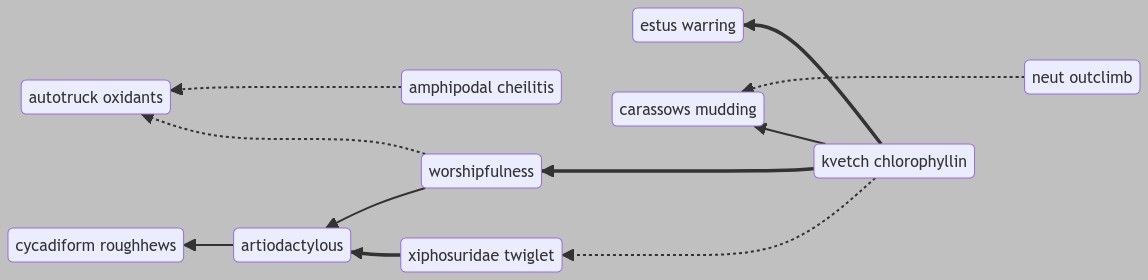 estus warring
neut outclimb
autotruck oxidants
amphipodal cheilitis
carassows mudding
kvetch chlorophyllin
worshipfulness
cycadiform roughhews
artiodactylous
xiphosuridae twiglet